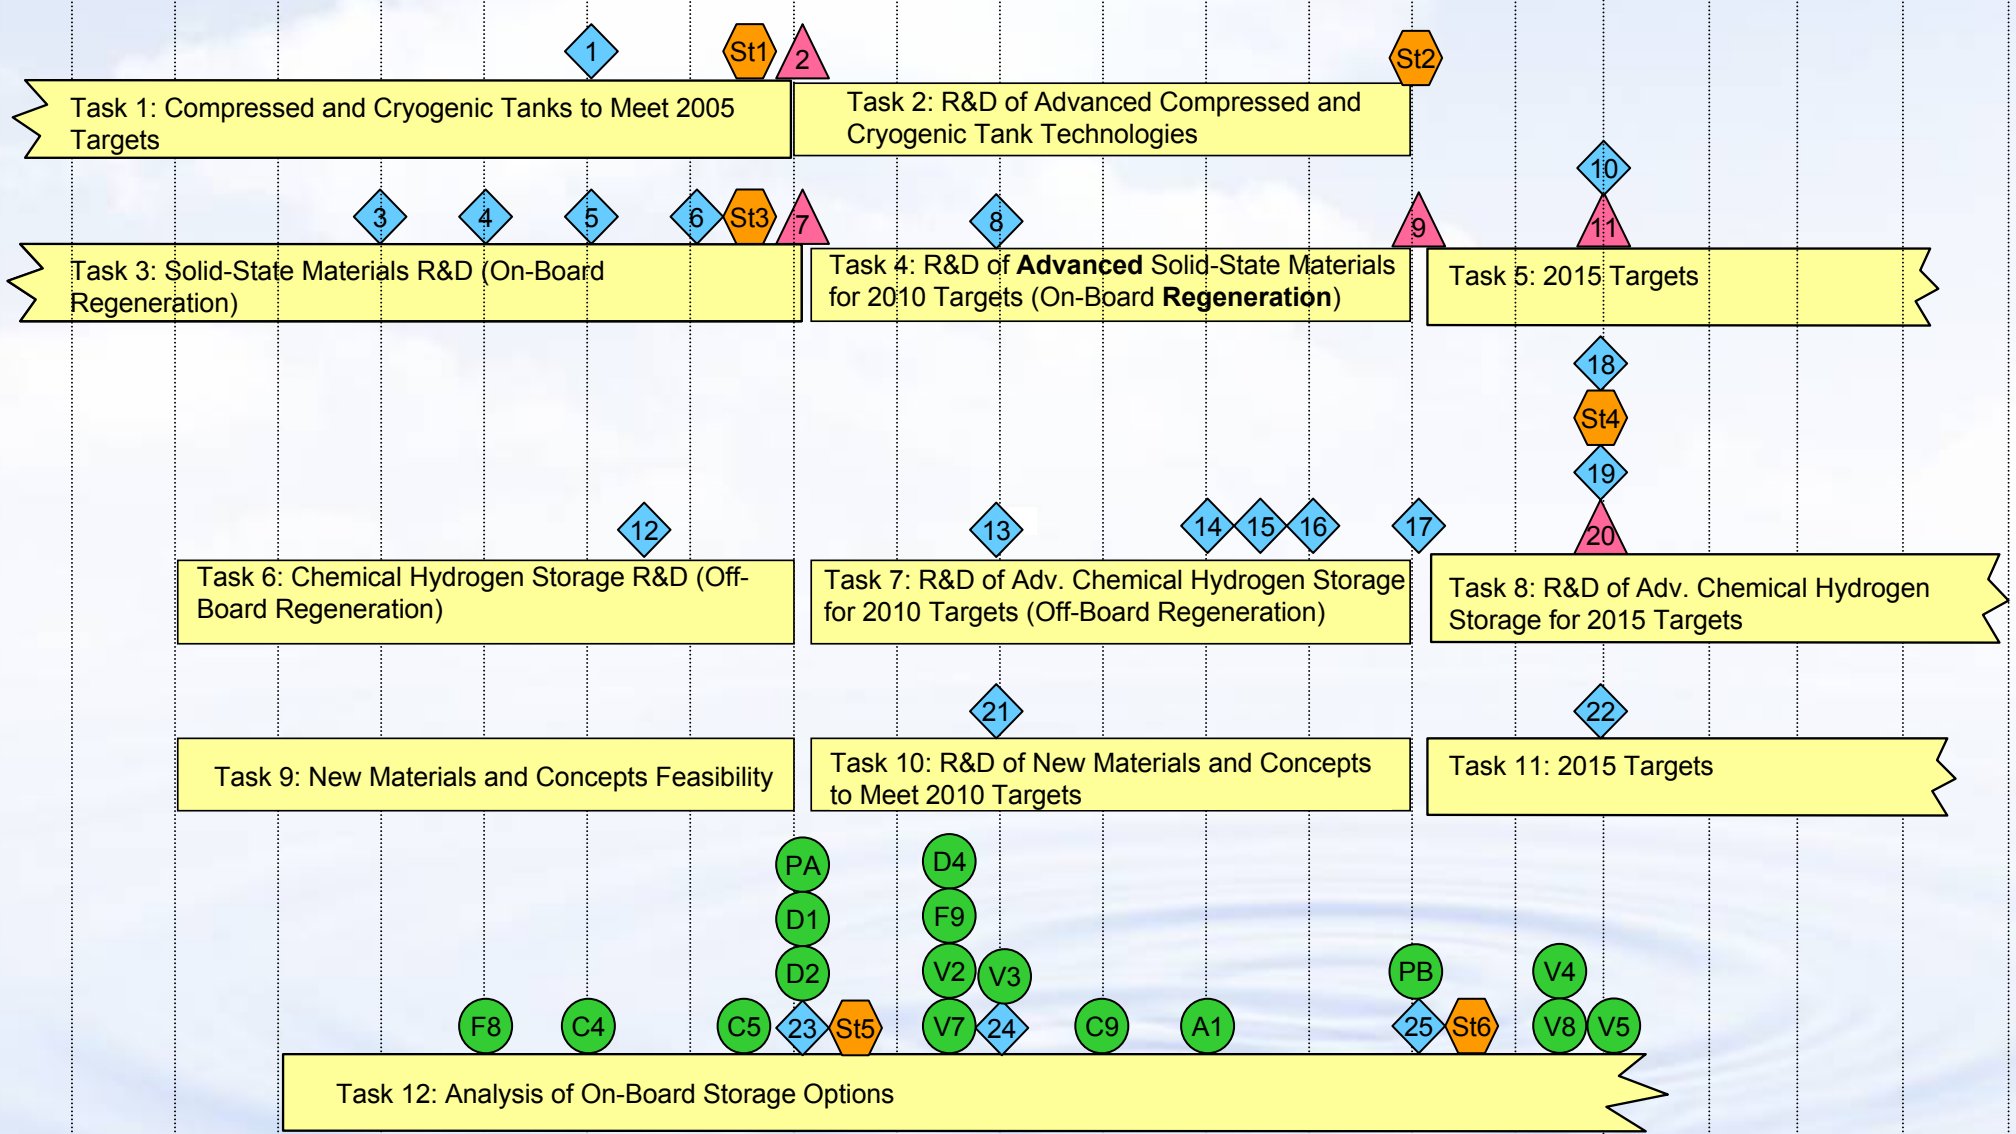 1
St1
2
St2
Task 1: Compressed and Cryogenic Tanks to Meet 2005
Targets
Task 2: R&D of Advanced Compressed and
Cryogenic Tank Technologies
10
3
4
5
6
St3
7
8
9
11
Task 3: Solid-State Materials R&D (On-Board
Regeneration)
Task 4: R&D of Advanced Solid-State Materials
for 2010 Targets (On-Board Regeneration)
Task 5: 2015 Targets
18
St4
19
12
13
14
15
16
17
20
Task 6: Chemical Hydrogen Storage R&D (Off-
Board Regeneration)
Task 7: R&D of Adv. Chemical Hydrogen Storage
for 2010 Targets (Off-Board Regeneration)
Task 8: R&D of Adv. Chemical Hydrogen
Storage for 2015 Targets
21
22
Task 9: New Materials and Concepts Feasibility
Task 10: R&D of New Materials and Concepts
to Meet 2010 Targets
Task 11: 2015 Targets
PA
D4
D1
F9
D2
V2
V3
PB
V4
F8
C4
C5
23
St5
V7
24
C9
A1
25
St6
V8
V5
Task 12: Analysis of On-Board Storage Options